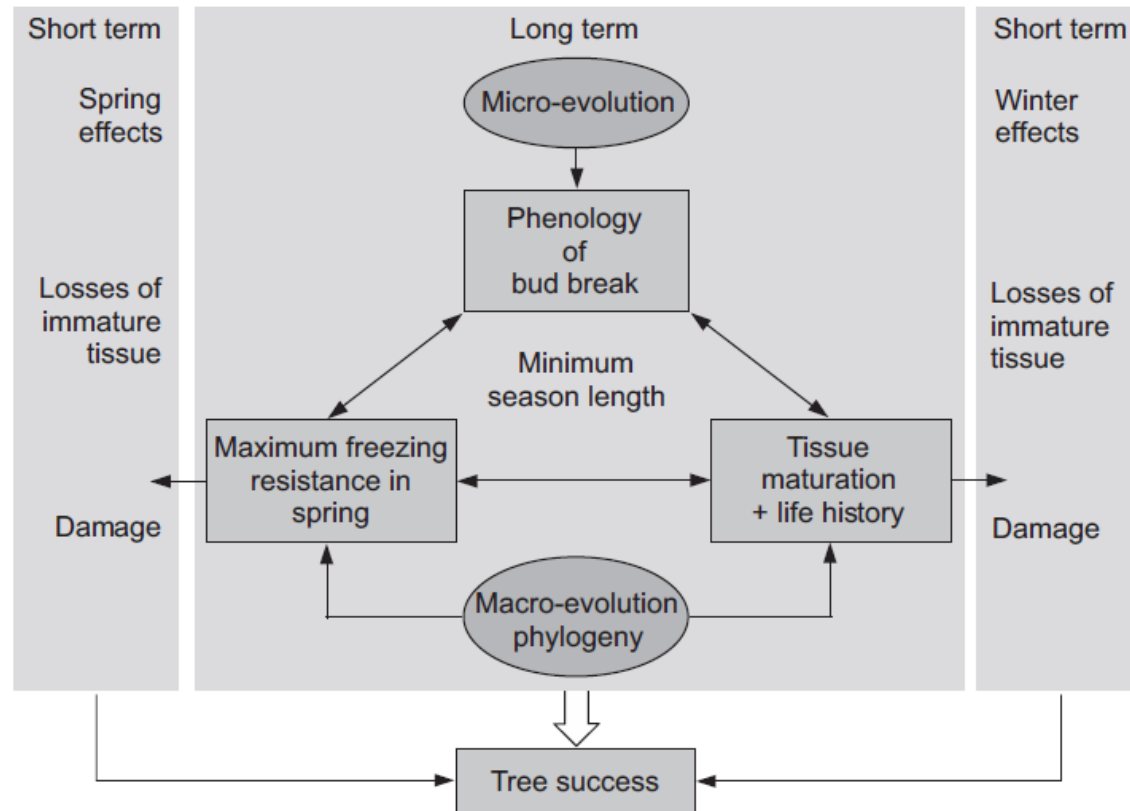 Short term
Spring
effects
Losses of
immature
tissue
Damage
Long term
Micro-evolution
Phenology
of
bud break
Minimum
season length
Maximum freezing
resistance in
spring
Tissue
maturation
+ life history
Macro-evolution
phylogeny
Short term
Winter
effects
Losses of
immature
tissue
Damage
Tree success